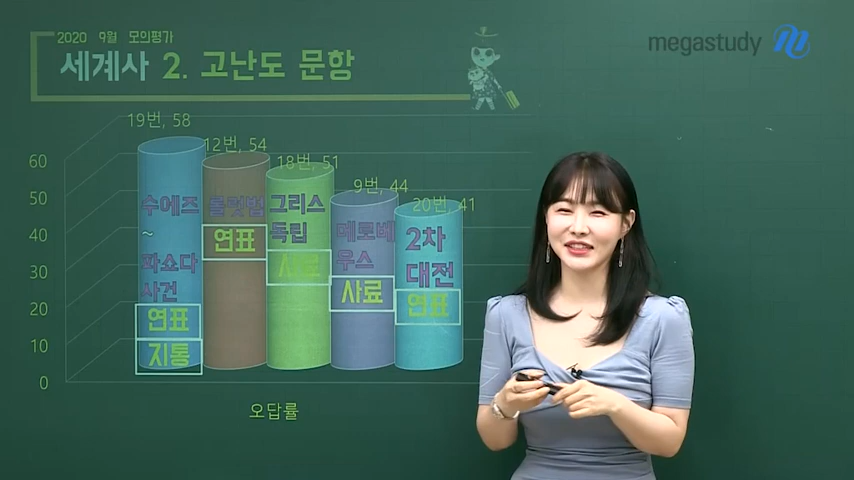 2020 9월 모의평가
세계사 2. 고난도 문항
megastudy
19번, 58
12번, 54
18번, 51
9번, 44
20번, 41
60
50
40
30
20
10
0
수에즈
~
파쇼다
사건
연표
지통
롤럿법
연표
그리스
독립
사료
메로베
우스
사료
2차
대전
연표
오답률